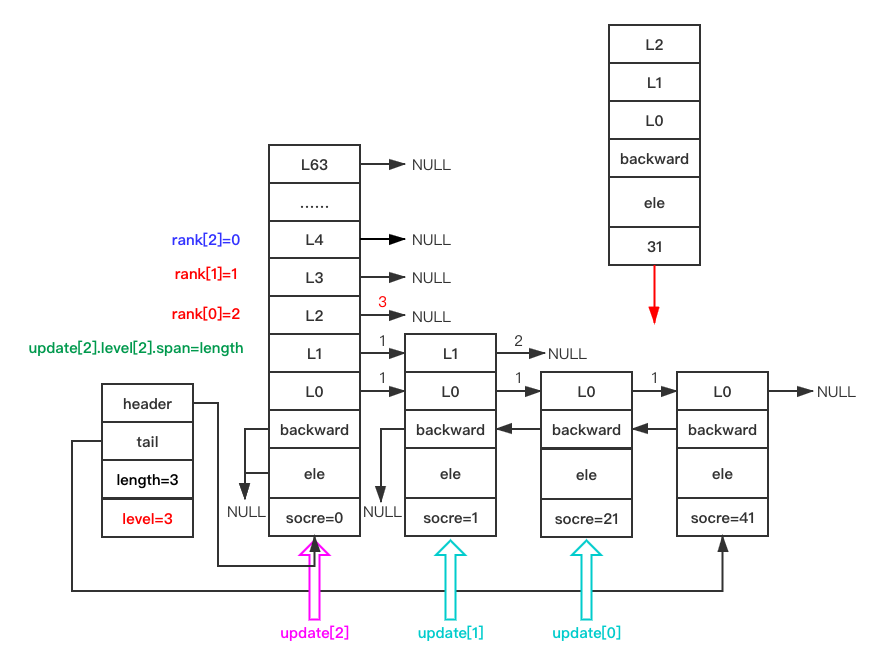 L2
L1
L0
backward
ele
31
L63
NULL
......
rank[2]=0
L4
NULL
rank[1]=1
L3
NULL
rank[0]=2
L2
3
NULL
update[2].level[2].span=length
L1
1
L1
2
NULL
L0
1
L0
1
L0
1
L0
NULL
header
tail
length=3
level=3
backward
backward
backward
backward
ele
ele
ele
ele
NULL
NULL
socre=0
socre=1
socre=21
socre=41
update[2]
update[1]
update[0]